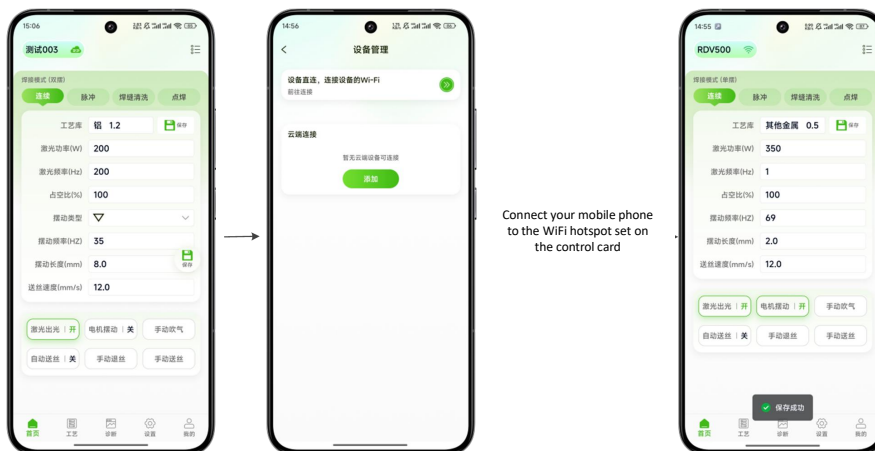 15:06
测试003
焊接模式 (双摆)
连续 脉冲 焊缝清洗 点焊
工艺库 铝 1.2 保存
激光功率(W) 200
激光频率(Hz) 200
占空比(%) 100
摆动类型
摆动频率(HZ) 35
摆动长度(mm) 8.0
保存
送丝速度(mm/s) 12.0
激光出光 | 开 电机摆动 | 关 手动吹气
自动送丝 | 关 手动退丝 手动送丝
首页 工艺 诊断 设置 我的
14:56
设备管理
设备直连，连接设备的Wi-Fi
前往连接
云端连接
暂无云端设备可连接
添加
Connect your mobile phone
to the WiFi hotspot set on
the control card
14:55
RDV500
焊接模式 (单摆)
连续 脉冲 焊缝清洗 点焊
工艺库 其他金属 0.5 保存
激光功率(W) 350
激光频率(Hz) 1
占空比(%) 100
摆动频率(HZ) 69
摆动长度(mm) 2.0
送丝速度(mm/s) 12.0
激光出光 | 开 电机摆动 | 开 手动吹气
自动送丝 | 关 手动退丝 手动送丝
保存成功
首页 工艺 诊断 设置 我的